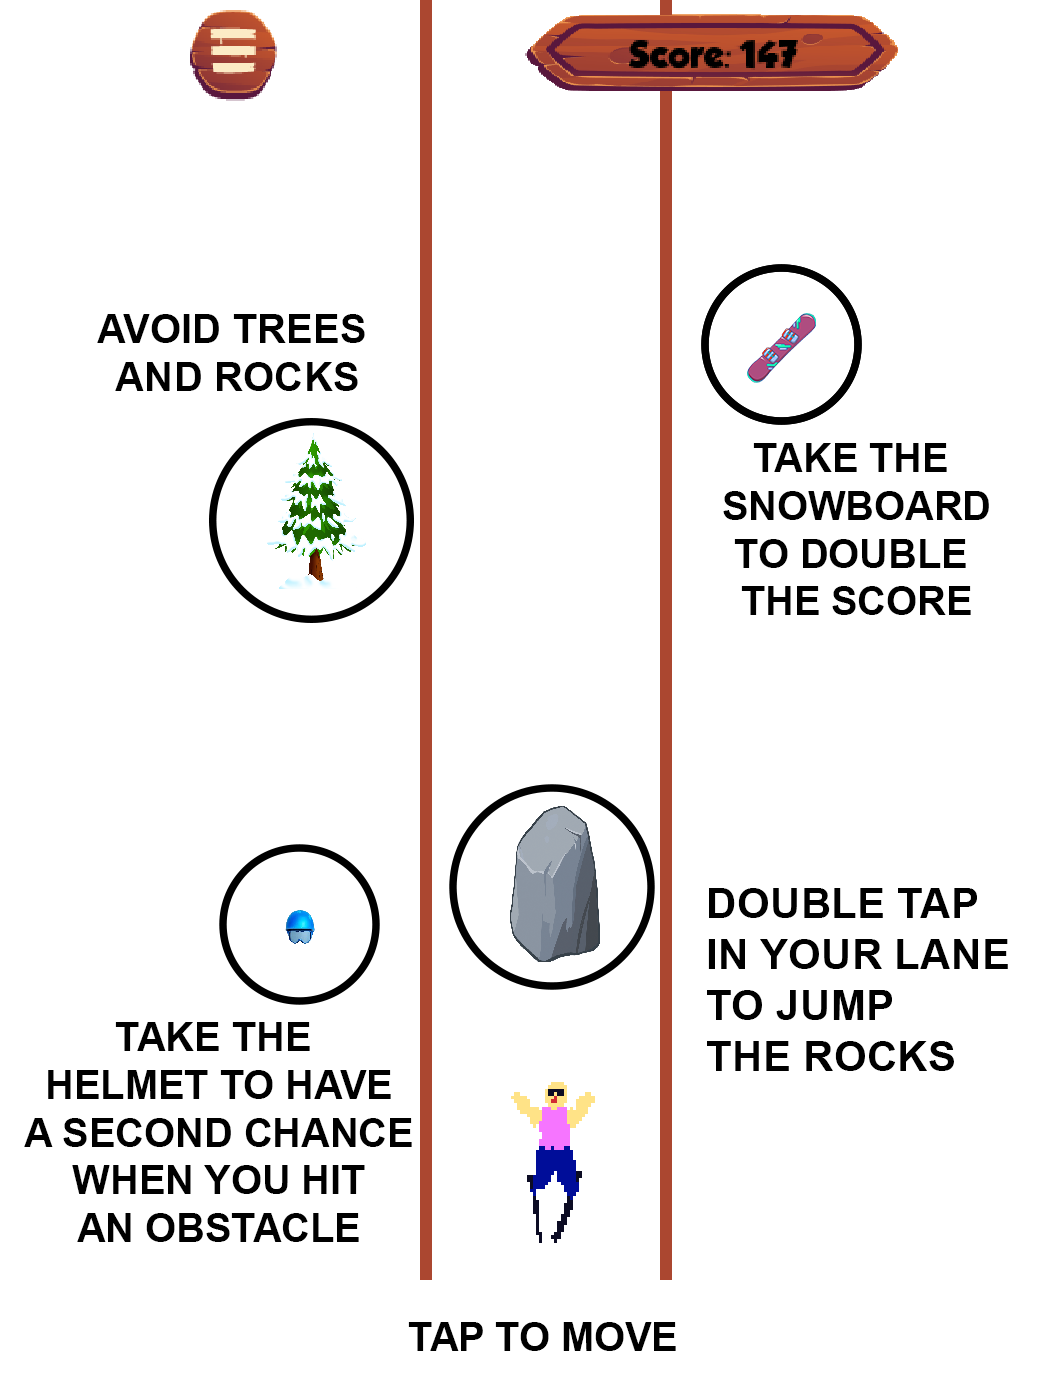 Score: 147
AVOID TREES
AND ROCKS
TAKE THE
SNOWBOARD
TO DOUBLE
THE SCORE
DOUBLE TAP
IN YOUR LANE
TO JUMP
THE ROCKS
TAKE THE
HELMET TO HAVE
A SECOND CHANCE
WHEN YOU HIT
AN OBSTACLE
TAP TO MOVE